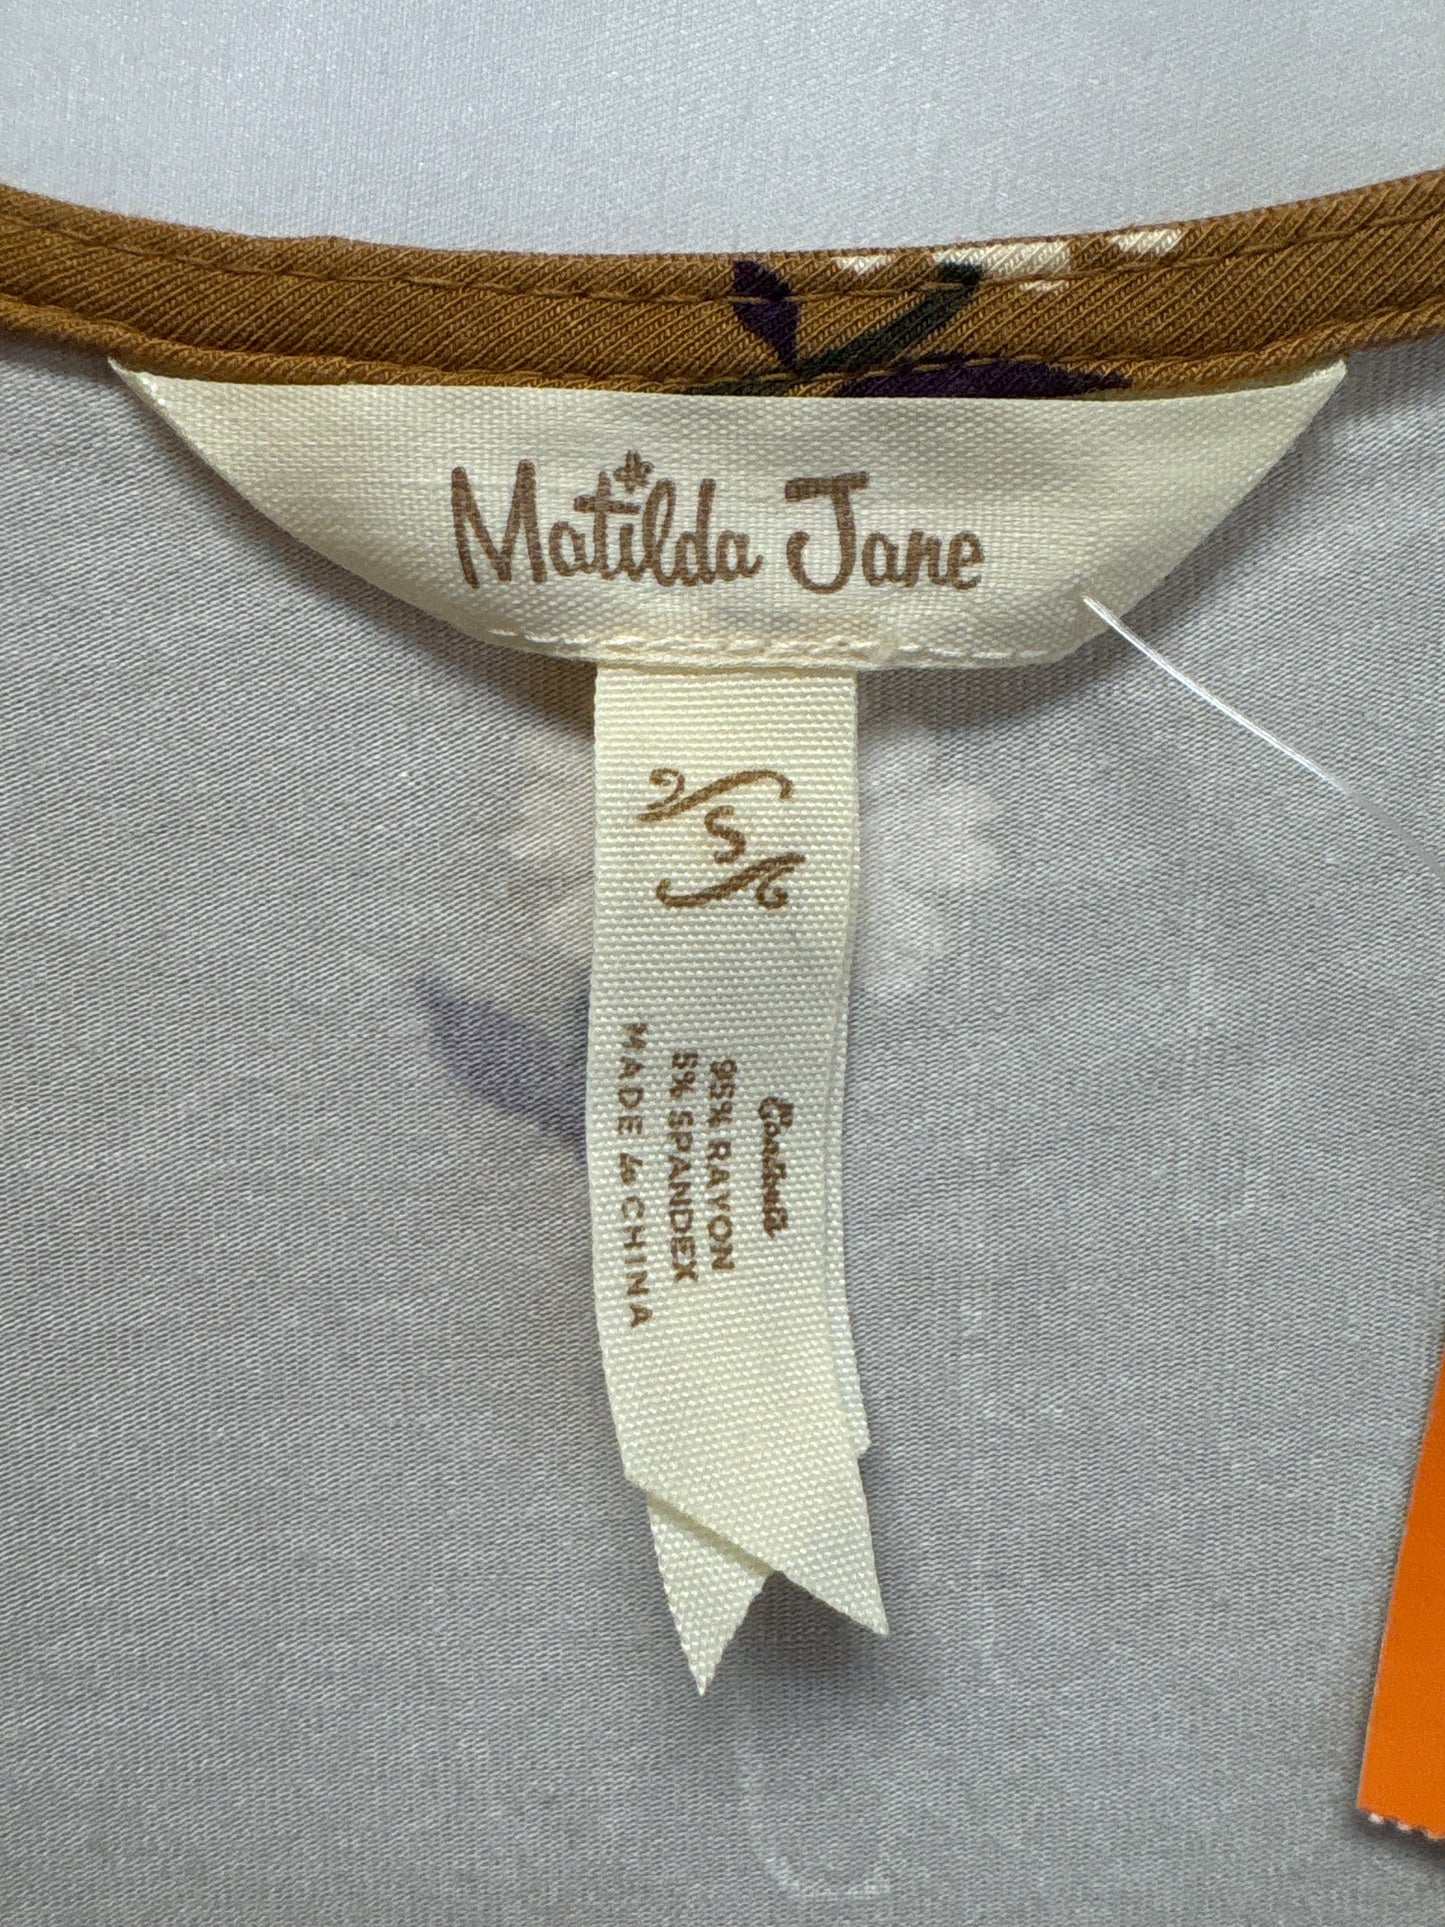 Matilda Jane
S
Contents
95% RAYON
5% SPANDEX
MADE in CHINA